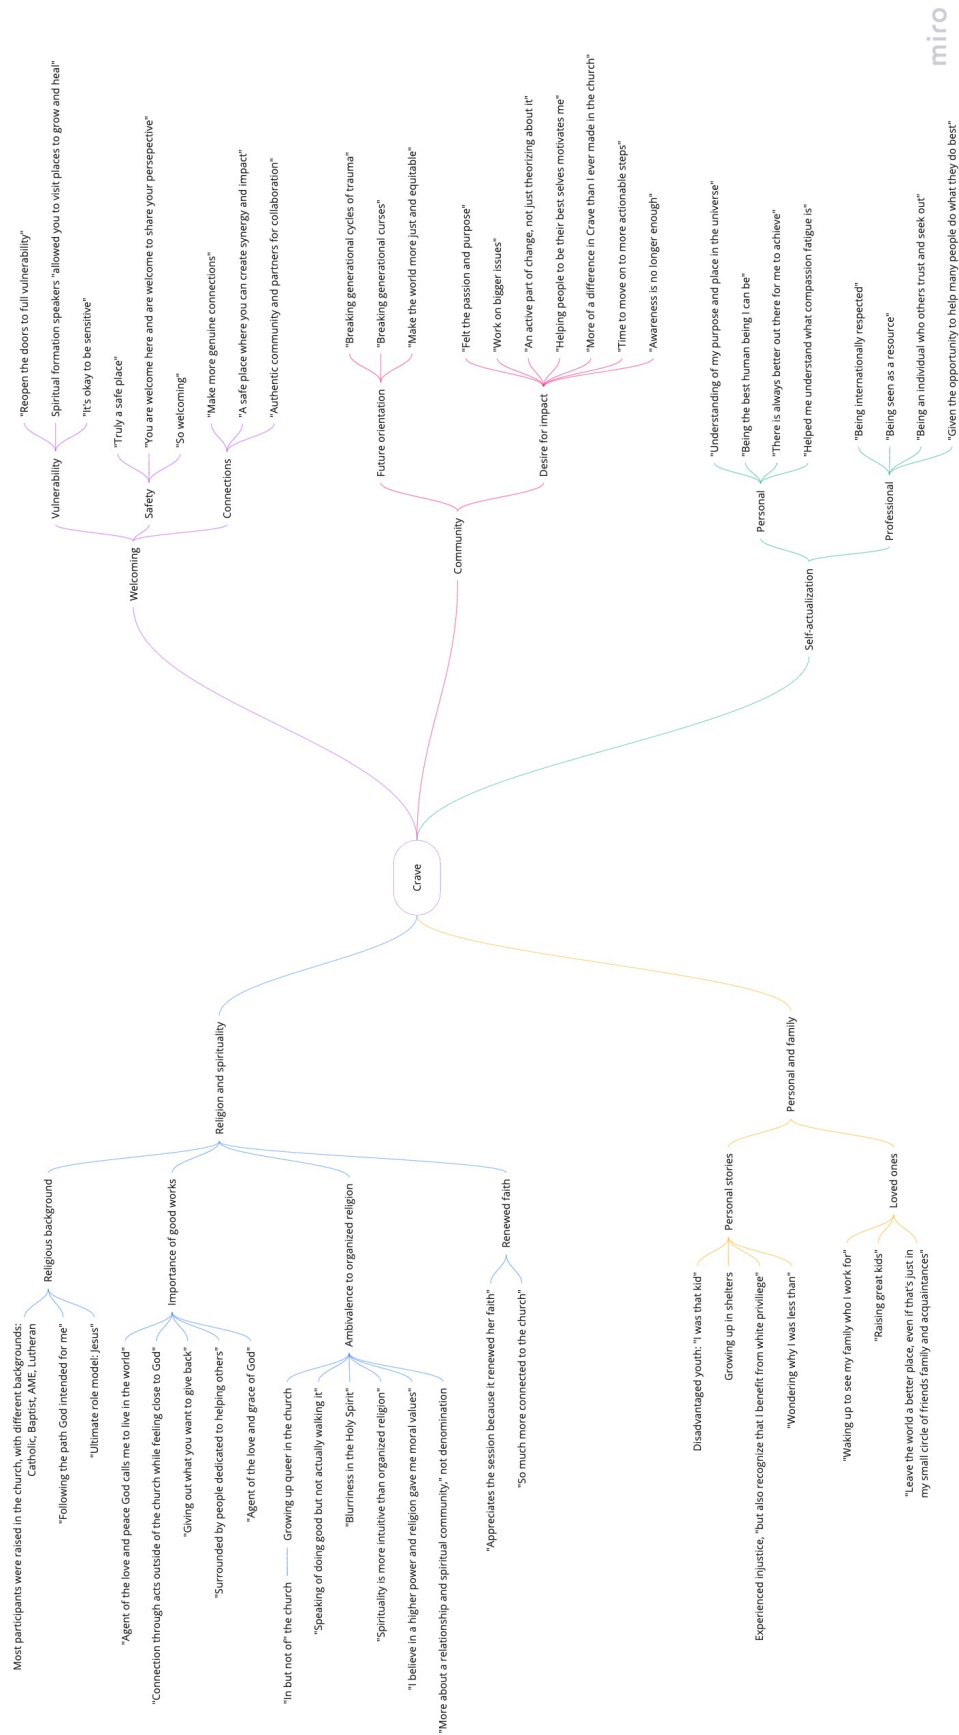 miro
Crave
Welcoming
Vulnerability
"Reopen the doors to full vulnerability"
Spiritual formation speakers "allowed you to visit places to grow and heal"
"It's okay to be sensitive"
Safety
"Truly a safe place"
"You are welcome here and are welcome to share your persepective"
"So welcoming"
Connections
"Make more genuine connections"
"A safe place where you can create synergy and impact"
"Authentic community and partners for collaboration"
Community
Future orientation
"Breaking generational cycles of trauma"
"Breaking generational curses"
"Make the world more just and equitable"
Desire for impact
"Felt the passion and purpose"
"Work on bigger issues"
"An active part of change, not just theorizing about it"
"Helping people to be their best selves motivates me"
"More of a difference in Crave than I ever made in the church"
"Time to move on to more actionable steps"
"Awareness is no longer enough"
Self-actualization
Personal
"Understanding of my purpose and place in the universe"
"Being the best human being I can be"
"There is always better out there for me to achieve"
"Helped me understand what compassion fatigue is"
Professional
"Being internationally respected"
"Being seen as a resource"
"Being an individual who others trust and seek out"
"Given the opportunity to help many people do what they do best"
Religion and spirituality
Religious background
Most participants were raised in the church, with different backgrounds:
Catholic, Baptist, AME, Lutheran
"Following the path God intended for me"
"Ultimate role model: Jesus"
Importance of good works
"Agent of the love and peace God calls me to live in the world"
"Connection through acts outside of the church while feeling close to God"
"Giving out what you want to give back"
"Surrounded by people dedicated to helping others"
"Agent of the love and grace of God"
Ambivalence to organized religion
Growing up queer in the church
"In but not of" the church
"Speaking of doing good but not actually walking it"
"Blurriness in the Holy Spirit"
"Spirituality is more intuitive than organized religion"
"I believe in a higher power and religion gave me moral values"
"More about a relationship and spiritual community," not denomination
Renewed faith
"Appreciates the session because it renewed her faith"
"So much more connected to the church"
Personal and family
Personal stories
Disadvantaged youth: "I was that kid"
Growing up in shelters
Experienced injustice, "but also recognize that I benefit from white priviliege"
"Wondering why I was less than"
Loved ones
"Waking up to see my family who I work for"
"Raising great kids"
"Leave the world a better place, even if that's just in
my small circle of friends family and acquaintances"